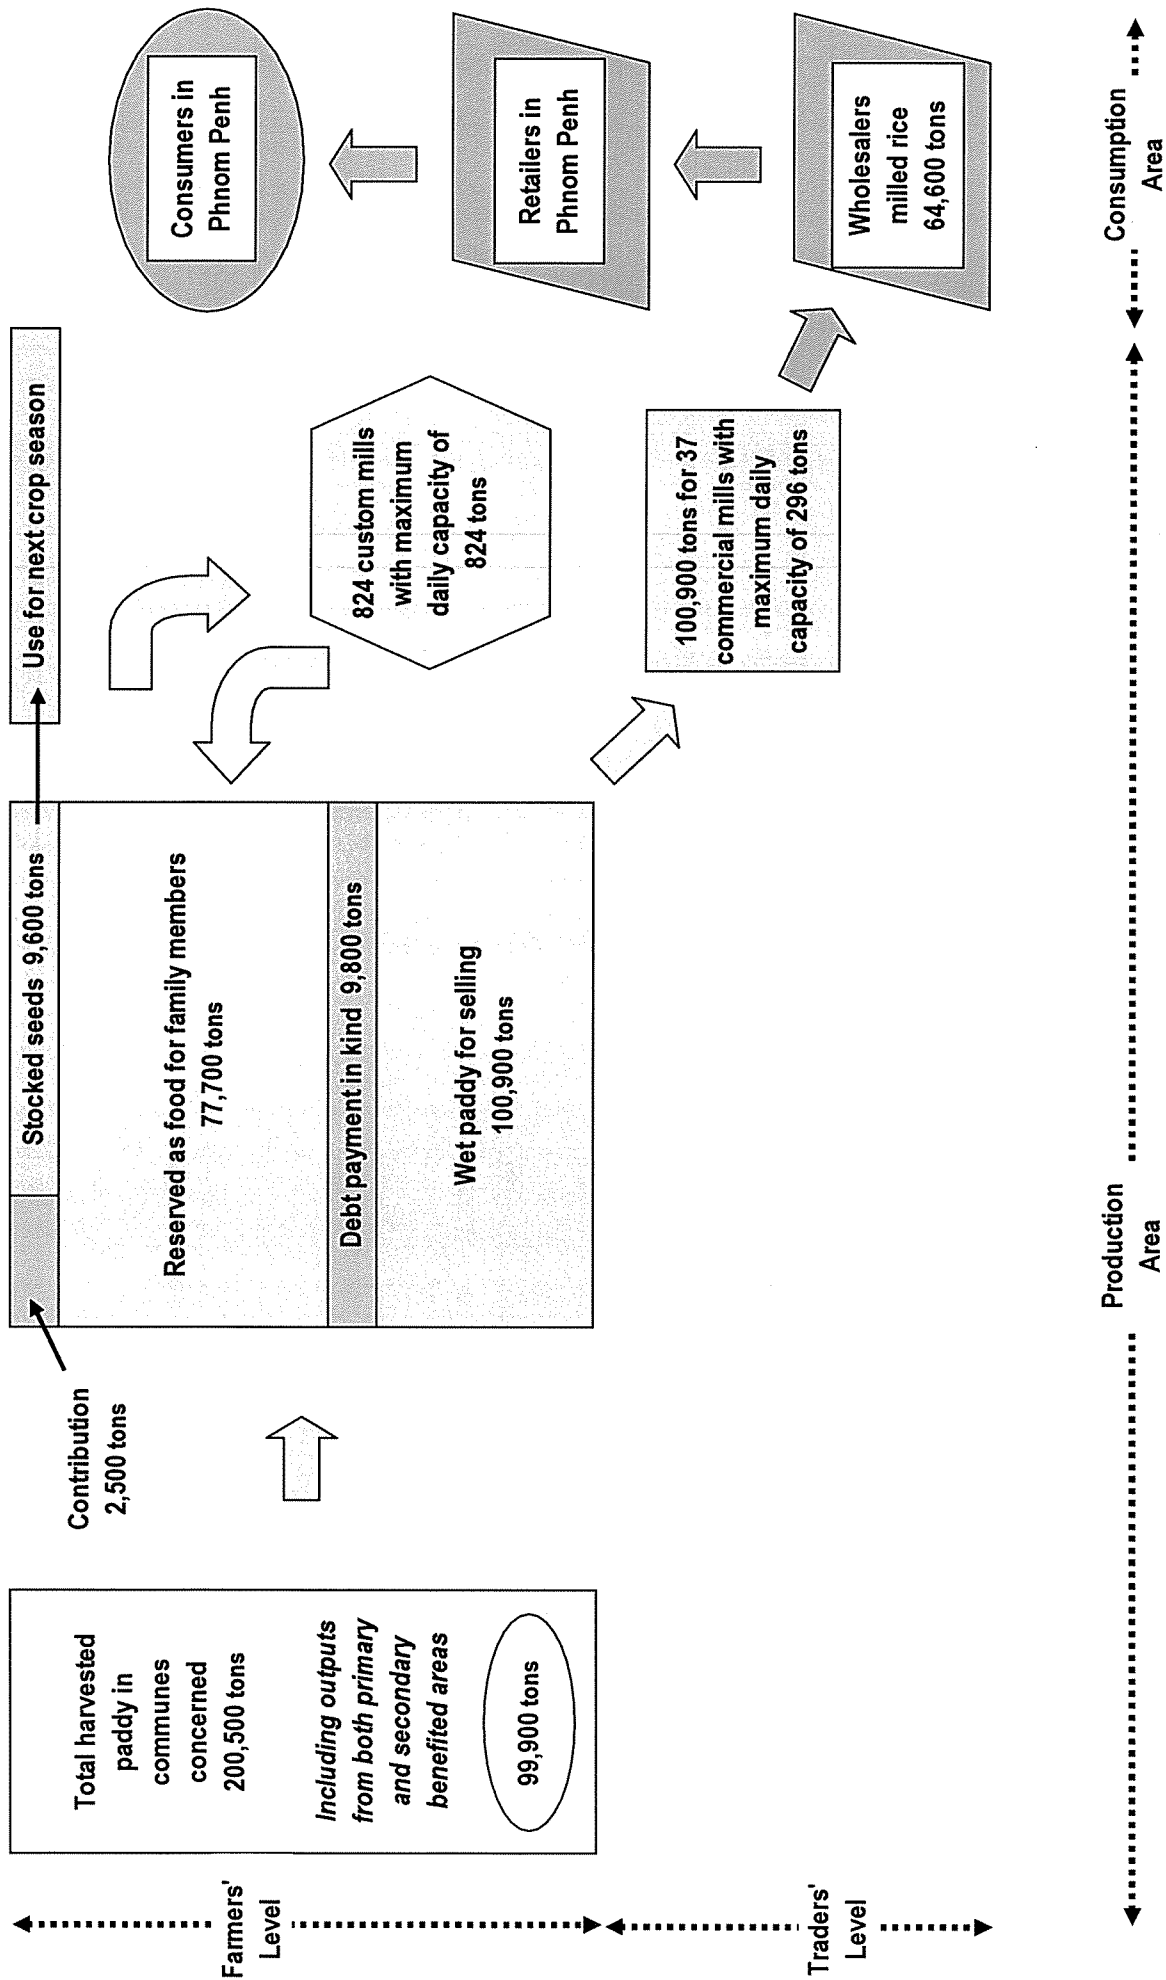 Farmers'
Level
Traders'
Level
Total harvested
paddy in
communes
concerned
200,500 tons
Including outputs
from both primary
and secondary
benefited areas
99,900 tons
Contribution
2,500 tons
Stocked seeds 9,600 tons
Reserved as food for family members
77,700 tons
Debt payment in kind 9,800 tons
Wet paddy for selling
100,900 tons
Use for next crop season
824 custom mills
with maximum
daily capacity of
824 tons
100,900 tons for 37
commercial mills with
maximum daily
capacity of 296 tons
Consumers in
Phnom Penh
Retailers in
Phnom Penh
Wholesalers
milled rice
64,600 tons
Production
Area
Consumption
Area